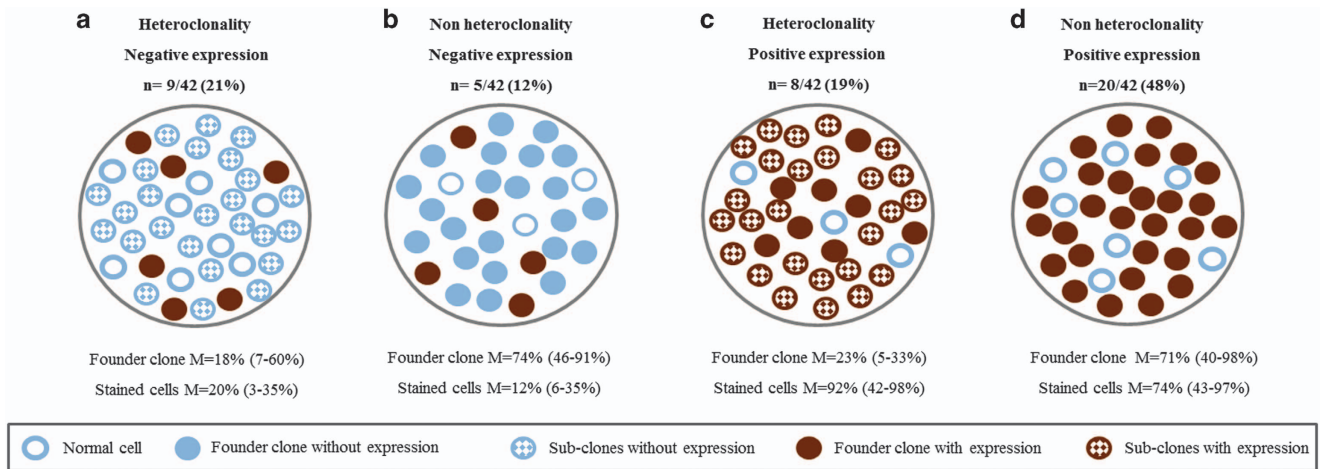 a
Heteroclonality
Negative expression
n= 9/42 (21%)
Founder clone M=18% (7-60%)
Stained cells M=20% (3-35%)
b
Non heteroclonality
Negative expression
n= 5/42 (12%)
Founder clone M=74% (46-91%)
Stained cells M=12% (6-35%)
c
Heteroclonality
Positive expression
n= 8/42 (19%)
Founder clone M=23% (5-33%)
Stained cells M=92% (42-98%)
d
Non heteroclonality
Positive expression
n=20/42 (48%)
Founder clone M=71% (40-98%)
Stained cells M=74% (43-97%)
Normal cell
Founder clone without expression
Sub-clones without expression
Founder clone with expression
Sub-clones with expression